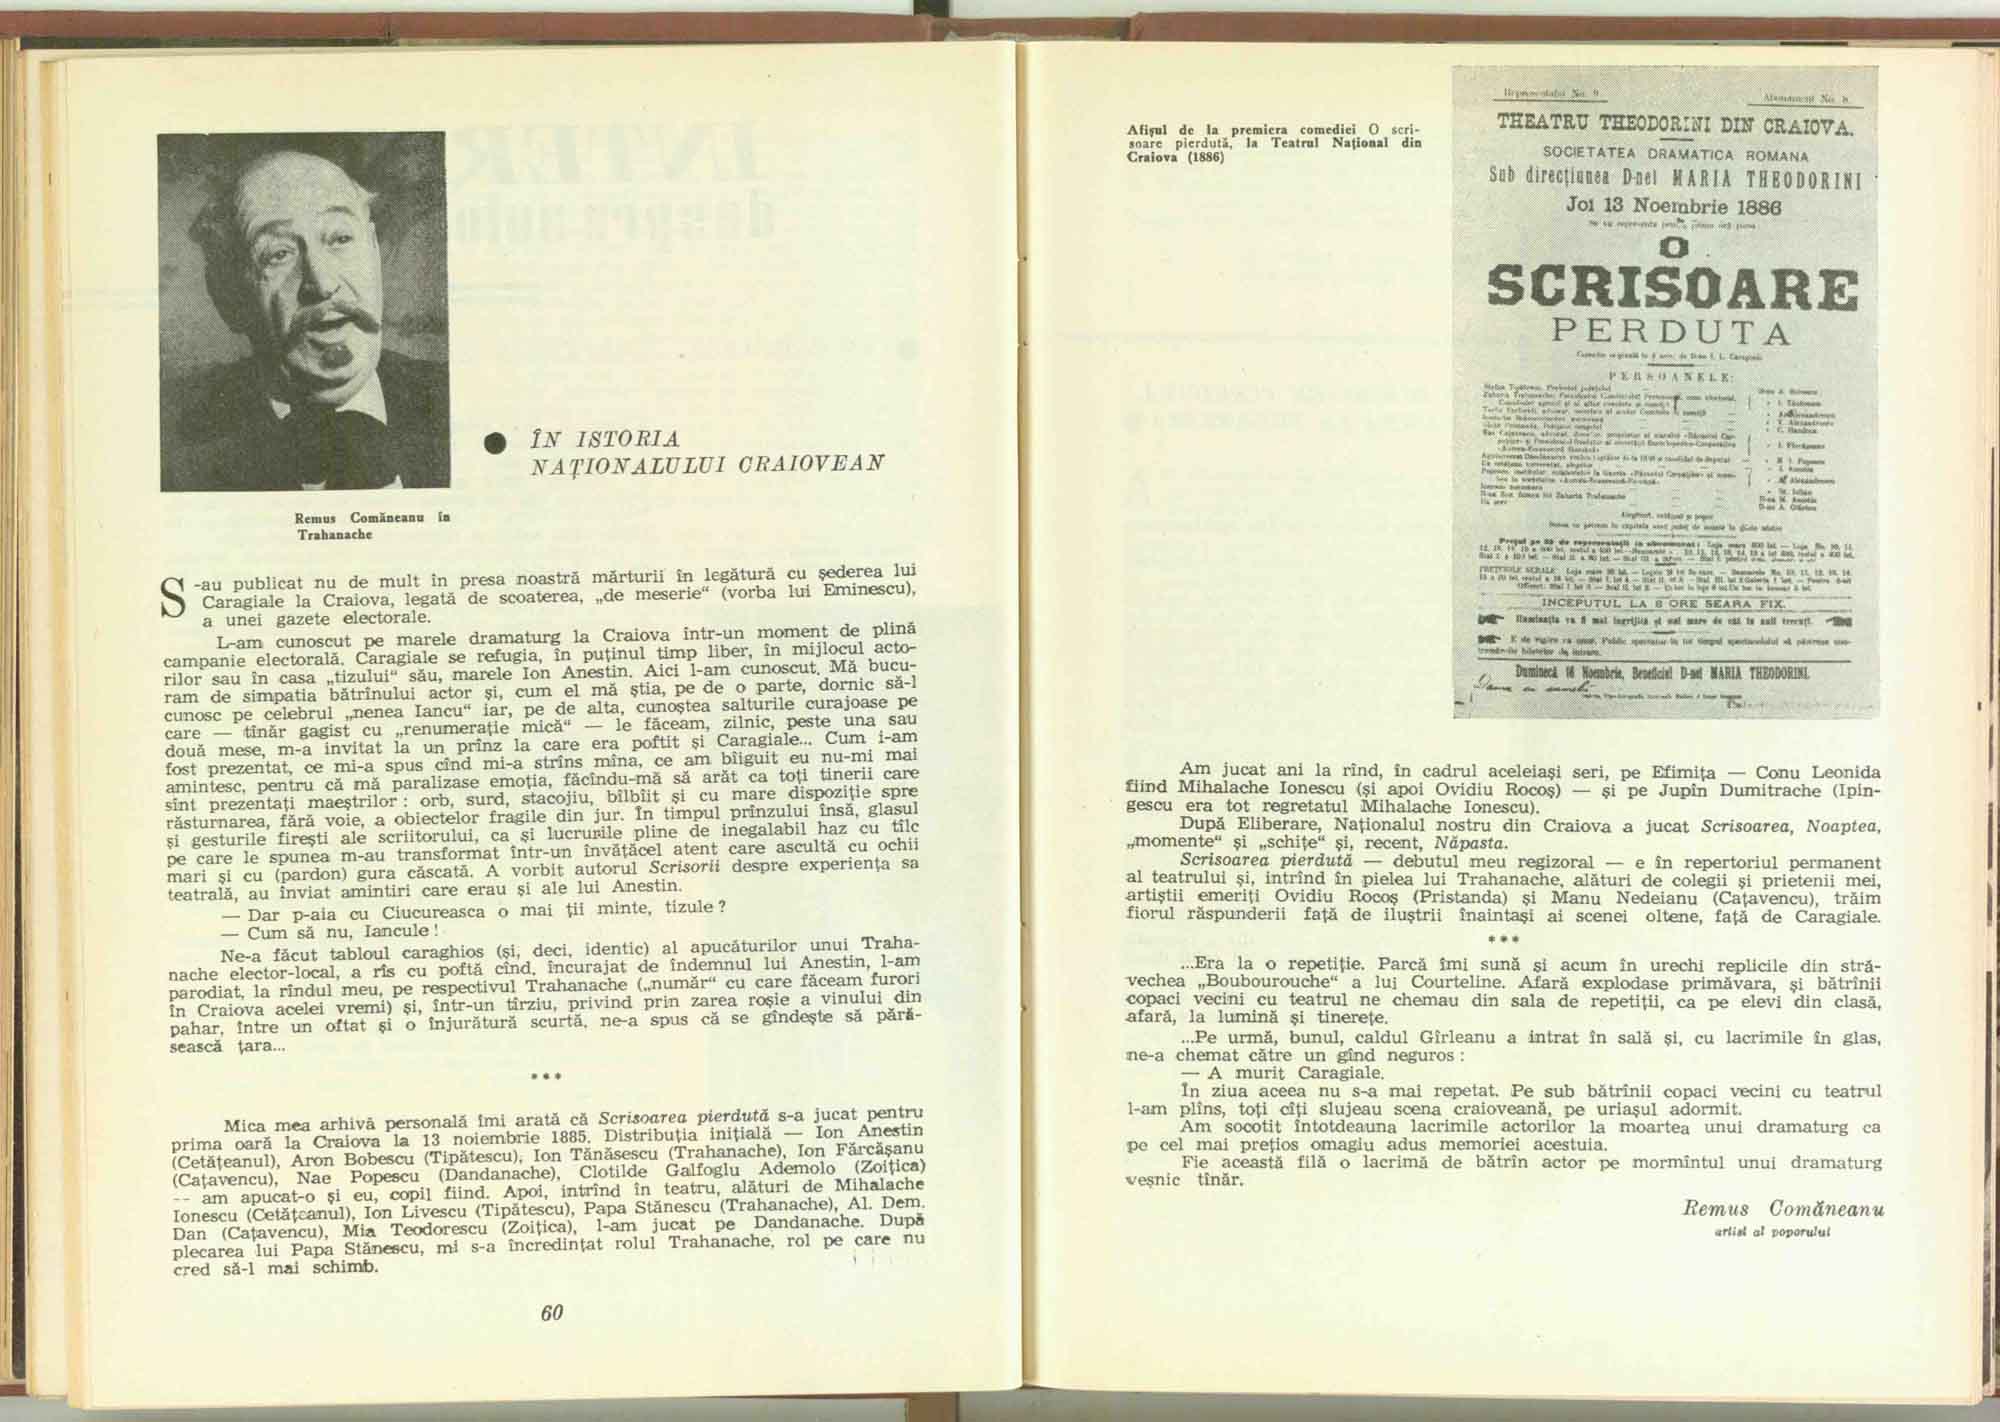 ● ÎN ISTORIA
NAȚIONALULUI CRAIOVEAN
Remus Comăneanu în
Trahanache
S-au publicat nu de mult în presa noastră mărturii în legătură cu șederea lui
Caragiale la Craiova, legată de scoaterea, „de meserie“ (vorba lui Eminescu),
a unei gazete electorale.
L-am cunoscut pe marele dramaturg la Craiova într-un moment de plină
campanie electorală. Caragiale se refugia, în puținul timp liber, în mijlocul acto-
rilor sau în casa „tizului“ său, marele Ion Anestin. Aici l-am cunoscut. Mă bucu-
ram de simpatia bătrînului actor și, cum el mă știa, pe de o parte, dornic să-l
cunosc pe celebrul „nenea Iancu“ iar, pe de alta, cunoștea salturile curajoase pe
care — tînăr gagist cu „renumerație mică“ — le făceam, zilnic, peste una sau
două mese, m-a invitat la un prînz la care era poftit și Caragiale... Cum i-am
fost prezentat, ce mi-a spus cînd mi-a strîns mîna, ce am bîiguit eu nu-mi mai
amintesc, pentru că mă paralizase emoția, făcîndu-mă să arăt ca toți tinerii care
sînt prezentați maeștrilor : orb, surd, stacojiu, bîlbîit și cu mare dispoziție spre
răsturnarea, fără voie, a obiectelor fragile din jur. În timpul prînzului însă, glasul
și gesturile firești ale scriitorului, ca și lucrurile pline de inegalabil haz cu tîlc
pe care le spunea m-au transformat într-un învățăcel atent care ascultă cu ochii
mari și cu (pardon) gura căscată. A vorbit autorul Scrisorii despre experiența sa
teatrală, au înviat amintiri care erau și ale lui Anestin.
— Dar p-aia cu Ciucureasca o mai ții minte, tizule ?
— Cum să nu, Iancule !
Ne-a făcut tabloul caraghios (și, deci, identic) al apucăturilor unui Traha-
nache elector-local, a rîs cu poftă cînd, încurajat de îndemnul lui Anestin, l-am
parodiat, la rîndul meu, pe respectivul Trahanache („număr“ cu care făceam furori
în Craiova acelei vremi) și, într-un tîrziu, privind prin zarea roșie a vinului din
pahar, între un oftat și o înjurătură scurtă, ne-a spus că se gîndește să pără-
sească țara...
***
Mica mea arhivă personală îmi arată că Scrisoarea pierdută s-a jucat pentru
prima oară la Craiova la 13 noiembrie 1885. Distribuția inițială — Ion Anestin
(Cetățeanul), Aron Bobescu (Tipătescu), Ion Tănăsescu (Trahanache), Ion Fărcășanu
(Cațavencu), Nae Popescu (Dandanache), Clotilde Galfoglu Ademolo (Zoițica)
-- am apucat-o și eu, copil fiind. Apoi, intrînd în teatru, alături de Mihalache
Ionescu (Cetățeanul), Ion Livescu (Tipătescu), Papa Stănescu (Trahanache), Al. Dem.
Dan (Cațavencu), Mia Teodorescu (Zoițica), l-am jucat pe Dandanache. După
plecarea lui Papa Stănescu, mi s-a încredințat rolul Trahanache, rol pe care nu
cred să-l mai schimb.
60
Afișul de la premiera comediei O scri-
soare pierdută, la Teatrul Național din
Craiova (1886)
Representatiei No. 9. Abonament No. 8.
THEATRU THEODORINI DIN CRAIOVA.
SOCIETATEA DRAMATICA ROMANA
Sub direcțiunea D-nei MARIA THEODORINI
Joi 13 Noembrie 1886
O
SCRISOARE
PERDUTA
PERSOANELE:
INCEPUTUL LA 8 ORE SEARA FIX.
Iluminația va fi mai îngrijită și mai mare de cât în anii trecuți.
Duminecă 16 Noembrie, Beneficiul D-nei MARIA THEODORINI.
Am jucat ani la rînd, în cadrul aceleiași seri, pe Efimița — Conu Leonida
fiind Mihalache Ionescu (și apoi Ovidiu Rocoș) — și pe Jupîn Dumitrache (Ipin-
gescu era tot regretatul Mihalache Ionescu).
După Eliberare, Naționalul nostru din Craiova a jucat Scrisoarea, Noaptea,
„momente“ și „schițe“ și, recent, Năpasta.
Scrisoarea pierdută — debutul meu regizoral — e în repertoriul permanent
al teatrului și, intrînd în pielea lui Trahanache, alături de colegii și prietenii mei,
artiștii emeriți Ovidiu Rocoș (Pristanda) și Manu Nedeianu (Cațavencu), trăim
fiorul răspunderii față de iluștrii înaintași ai scenei oltene, față de Caragiale.
***
...Era la o repetiție. Parcă îmi sună și acum în urechi replicile din stră-
vechea „Boubourouche“ a lui Courteline. Afară explodase primăvara, și bătrînii
copaci vecini cu teatrul ne chemau din sala de repetiții, ca pe elevi din clasă,
afară, la lumină și tinerețe.
...Pe urmă, bunul, caldul Gîrleanu a intrat în sală și, cu lacrimile în glas,
ne-a chemat către un gînd neguros :
— A murit Caragiale.
În ziua aceea nu s-a mai repetat. Pe sub bătrînii copaci vecini cu teatrul
l-am plîns, toți cîți slujeau scena craioveană, pe uriașul adormit.
Am socotit întotdeauna lacrimile actorilor la moartea unui dramaturg ca
pe cel mai prețios omagiu adus memoriei acestuia.
Fie această filă o lacrimă de bătrîn actor pe mormîntul unui dramaturg
veșnic tînăr.
Remus Comăneanu
artist al poporului